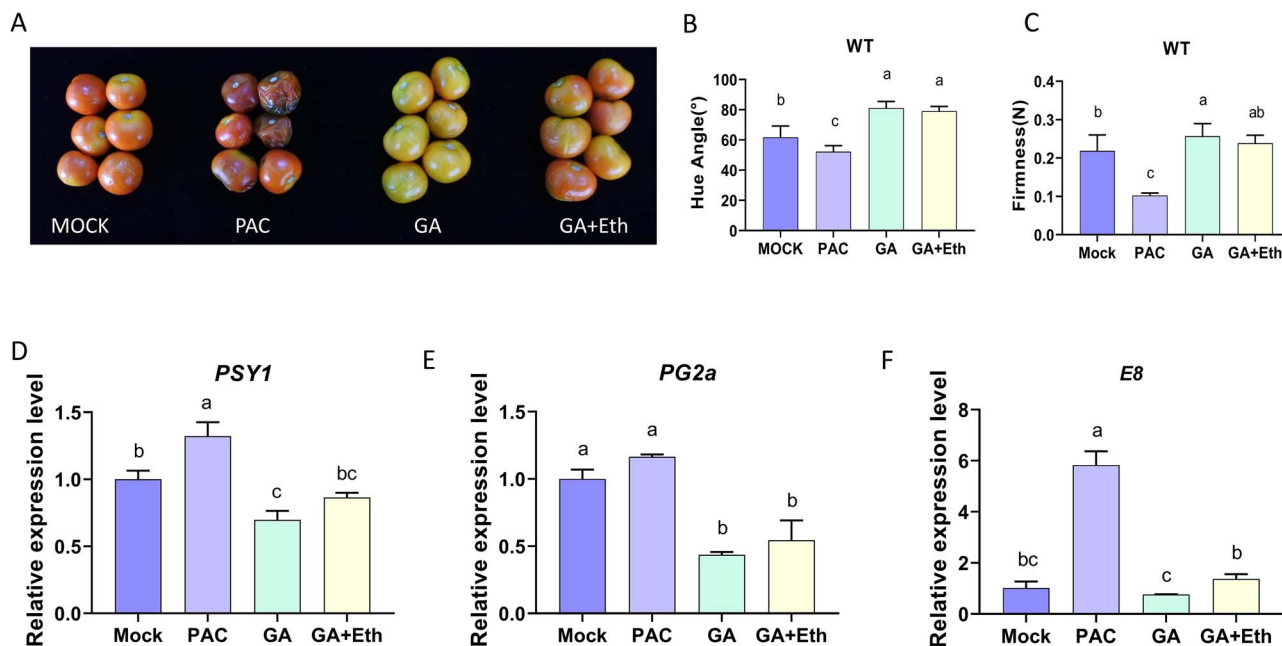 A
MOCK PAC GA GA+Eth
B
WT
a a
b
c
Hue Angle(°)
100
80
60
40
20
0
MOCK PAC GA GA+Eth
C
WT
a
b ab
c
Firmness(N)
0.4
0.3
0.2
0.1
0.0
Mock PAC GA GA+Eth
D
PSY1
a
b
c bc
Relative expression level
1.5
1.0
0.5
0.0
Mock PAC GA GA+Eth
E
PG2a
a a
b b
Relative expression level
1.5
1.0
0.5
0.0
Mock PAC GA GA+Eth
F
E8
a
bc c b
Relative expression level
8
6
4
2
0
Mock PAC GA GA+Eth